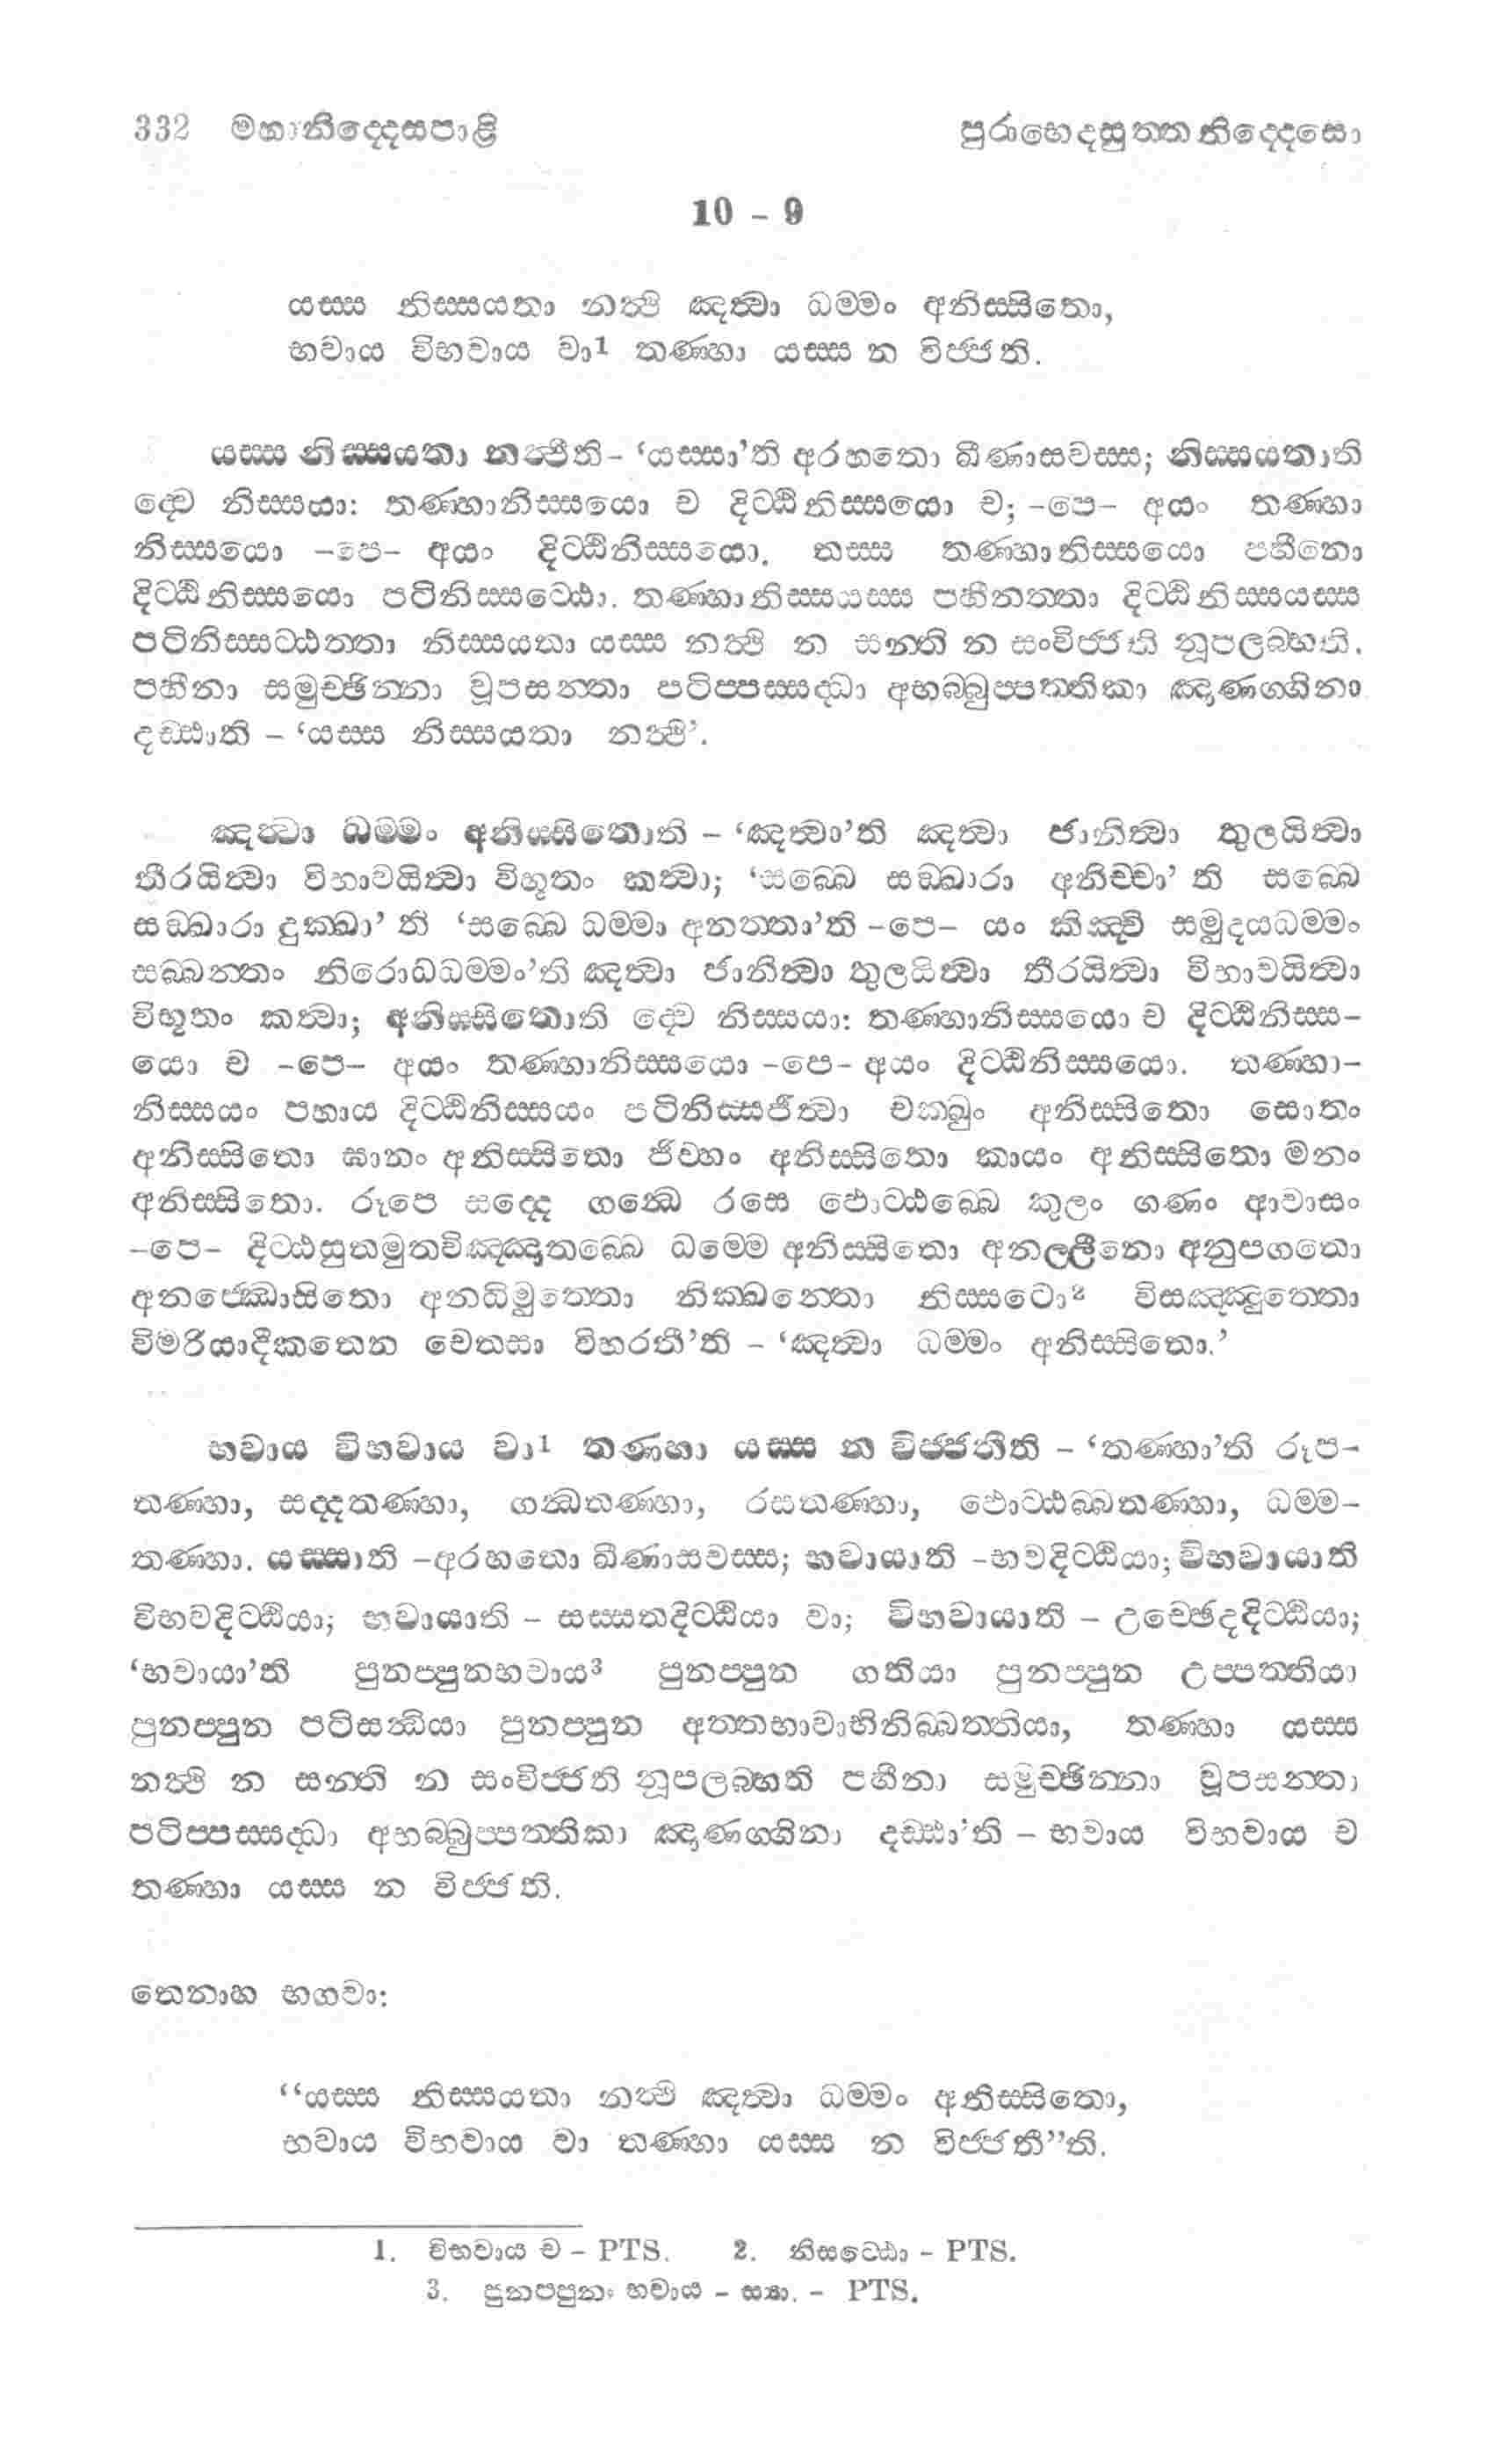 332 මහානිද්දෙසපාළි පුරාභෙදසුත්තනිද්දෙසො
10 - 9
යස්ස නිස්සයතා නත්ථි ඤත්වා ධම්මං අනිස්සිතො,
භවාය විභවාය වා1 තණ්හා යස්ස න විජ්ජති.
යස්ස නිස්සයතා නත්ථීති- ‘යස්සා’ති අරහතො ඛීණාසවස්ස; නිස්සයතාති
ද්වෙ නිස්සයා: තණ්හානිස්සයො ච දිට්ඨිනිස්සයො ච; -පෙ- අයං තණ්හා
නිස්සයො -පෙ- අයං දිට්ඨිනිස්සයො. තස්ස තණ්හානිස්සයො පහීනො
දිට්ඨිනිස්සයො පටිනිස්සට්ඨො. තණ්හානිස්සයස්ස පහීනත්තා දිට්ඨිනිස්සයස්ස
පටිනිස්සට්ඨත්තා නිස්සයතා යස්ස නත්ථි න සන්ති න සංවිජ්ජති නූපලබ්භති.
පහීනා සමුච්ඡින්නා වූපසන්තා පටිප්පස්සද්ධා අභබ්බුප්පත්තිකා ඤාණග්ගිනා
දඩ්ඪාති - ‘යස්ස නිස්සයතා නත්ථි’.
ඤත්වා ධම්මං අනිස්සිතොති - ‘ඤත්වා’ති ඤත්වා ජානිත්වා තුලයිත්වා
තීරයිත්වා විභාවයිත්වා විභූතං කත්වා; ‘සබ්බෙ සඞ්ඛාරා අනිච්චා’ ති සබ්බෙ
සඞ්ඛාරා දුක්ඛා’ ති ‘සබ්බෙ ධම්මා අනත්තා’ති -පෙ- යං කිඤ්චි සමුදයධම්මං
සබ්බන්තං නිරොධධම්මං’ති ඤත්වා ජානිත්වා තුලයිත්වා තීරයිත්වා විභාවයිත්වා
විභූතං කත්වා; අනිස්සිතොති ද්වෙ නිස්සයා: තණ්හානිස්සයො ච දිට්ඨිනිස්ස-
යො ච -පෙ- අයං තණ්හානිස්සයො -පෙ- අයං දිට්ඨිනිස්සයො. තණ්හා-
නිස්සයං පහාය දිට්ඨිනිස්සයං පටිනිස්සජිත්වා චක්ඛුං අනිස්සිතො සොතං
අනිස්සිතො ඝානං අනිස්සිතො ජිව්හං අනිස්සිතො කායං අනිස්සිතො මනං
අනිස්සිතො. රූපෙ සද්දෙ ගන්ධෙ රසෙ ඵොට්ඨබ්බෙ කුලං ගණං ආවාසං
-පෙ- දිට්ඨසුතමුතවිඤ්ඤාතබ්බෙ ධම්මෙ අනිස්සිතො අනල්ලීනො අනුපගතො
අනජ්ඣොසිතො අනධිමුත්තො නික්ඛන්තො නිස්සටො2 විසඤ්ඤුත්තො
විමරියාදිකතෙන චෙතසා විහරතී’ති - ‘ඤත්වා ධම්මං අනිස්සිතො.’
භවාය විභවාය වා1 තණ්හා යස්ස න විජ්ජතීති - ‘තණ්හා’ති රූප-
තණ්හා, සද්දතණ්හා, ගන්ධතණ්හා, රසතණ්හා, ඵොට්ඨබ්බතණ්හා, ධම්ම-
තණ්හා. යස්සාති -අරහතො ඛීණාසවස්ස; භවායාති -භවදිට්ඨියා; විභවායාති
විභවදිට්ඨියා; භවායාති - සස්සතදිට්ඨියා වා; විභවායාති - උච්ඡෙදදිට්ඨියා;
‘භවායා’ති පුනප්පුනභවාය3 පුනප්පුන ගතියා පුනප්පුන උප්පත්තියා
පුනප්පුන පටිසන්ධියා පුනප්පුන අත්තභාවාභිනිබ්බත්තියා, තණ්හා යස්ස
නත්ථි න සන්ති න සංවිජ්ජති නූපලබ්භති පහීනා සමුච්ඡින්නා වූපසන්තා
පටිප්පස්සද්ධා අභබ්බුප්පත්තිකා ඤාණග්ගිනා දඩ්ඪා’ති - භවාය විභවාය ච
තණ්හා යස්ස න විජ්ජති.
තෙනාහ භගවා:
“යස්ස නිස්සයතා නත්ථි ඤත්වා ධම්මං අනිස්සිතො,
භවාය විභවාය වා තණ්හා යස්ස න විජ්ජතී”ති.
1. විභවාය ච - PTS. 2. නිසට්ඨො - PTS.
3. පුනප්පුනං භවාය - ස්‍යා. - PTS.